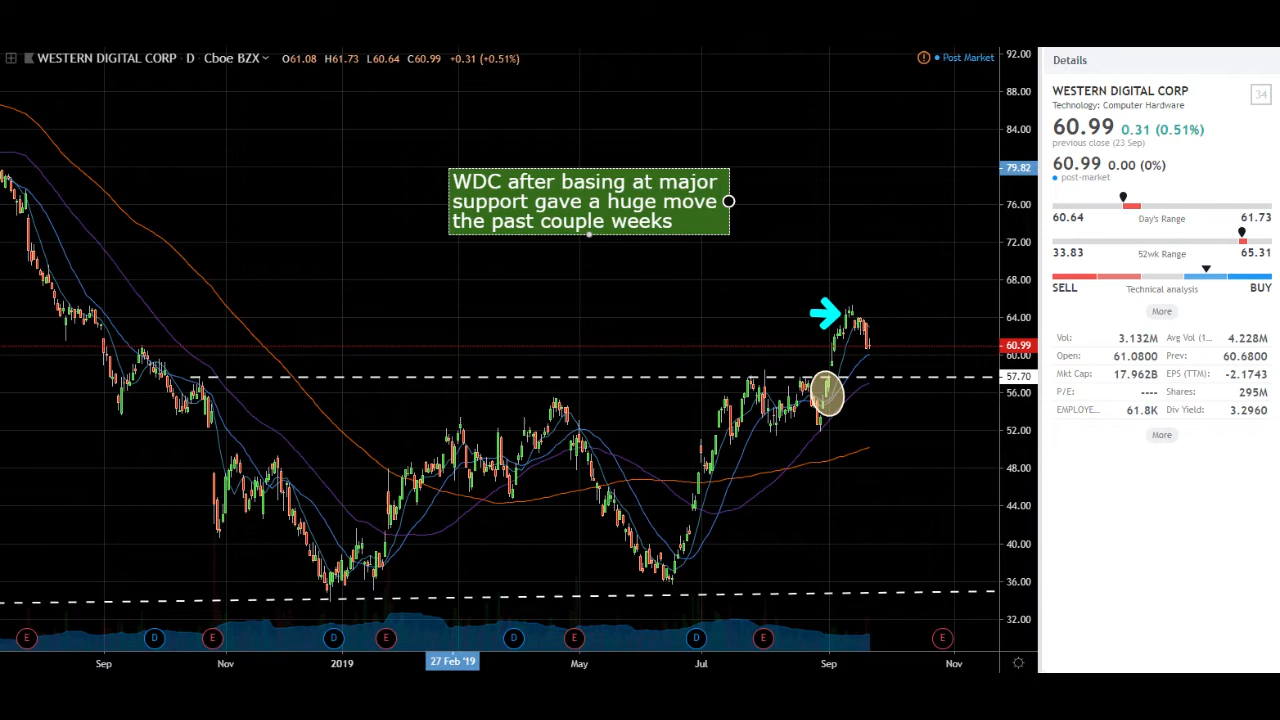 WESTERN DIGITAL CORP D Cboe BZX O61.08 H61.73 L60.64 C60.99 +0.31 (+0.51%)
Post Market
WDC after basing at major
support gave a huge move
the past couple weeks
92.00
88.00
84.00
79.82
76.00
72.00
68.00
64.00
60.99
60.00
57.70
56.00
52.00
48.00
44.00
40.00
36.00
32.00
E D E D E D E D E E
Sep Nov 2019 27 Feb '19 May Jul Sep Nov
Details
WESTERN DIGITAL CORP 34
Technology: Computer Hardware
60.99 0.31 (0.51%)
previous close (23 Sep)
60.99 0.00 (0%)
post-market
60.64 Day's Range 61.73
33.83 52wk Range 65.31
SELL Technical analysis BUY
More
Vol: 3.132M Avg Vol (1... 4.228M
Open: 61.0800 Prev: 60.6800
Mkt Cap: 17.962B EPS (TTM): -2.1743
P/E: ---- Shares: 295M
EMPLOYE... 61.8K Div Yield: 3.2960
More